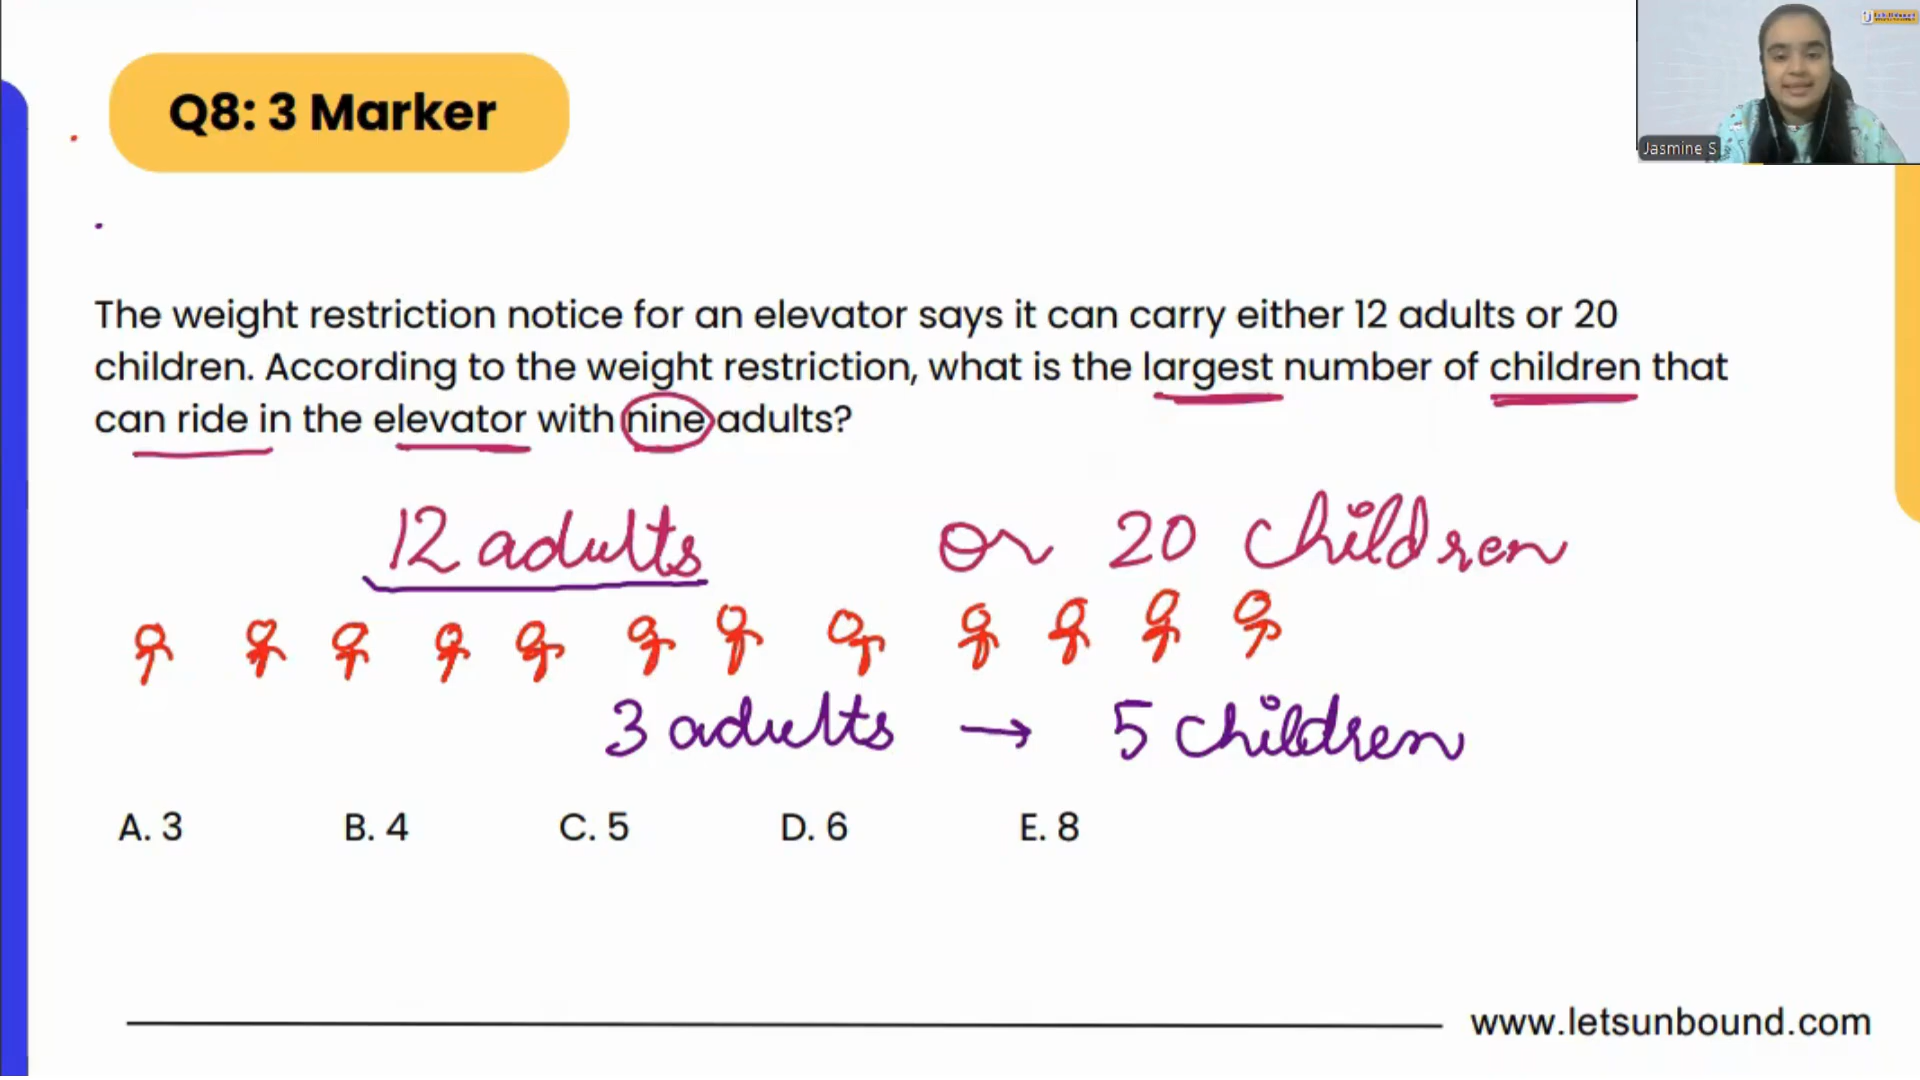 Q8: 3 Marker
Jasmine S
The weight restriction notice for an elevator says it can carry either 12 adults or 20
children. According to the weight restriction, what is the largest number of children that
can ride in the elevator with nine adults?
12 adults or 20 children
3 adults → 5 children
A. 3 B. 4 C. 5 D. 6 E. 8
www.letsunbound.com